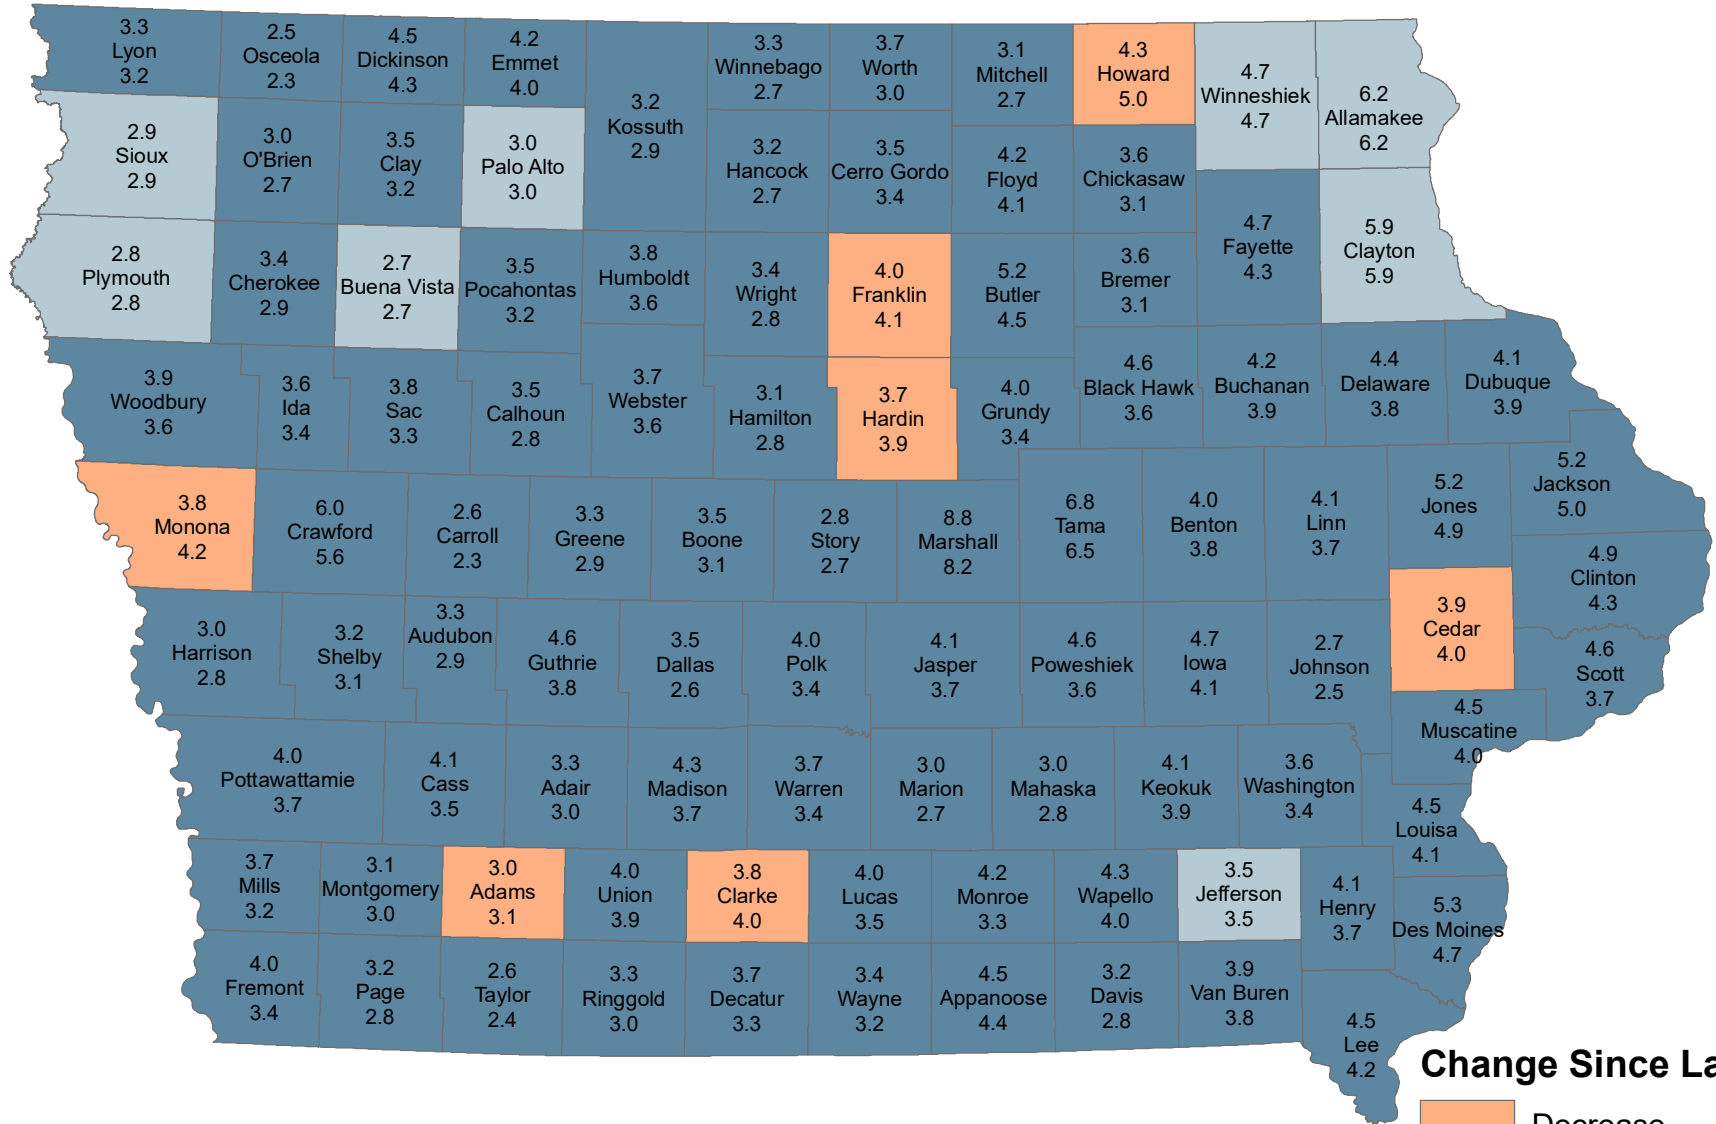 3.3
Lyon
3.2
2.5
Osceola
2.3
4.5
Dickinson
4.3
4.2
Emmet
4.0
3.2
Kossuth
2.9
3.3
Winnebago
2.7
3.7
Worth
3.0
3.1
Mitchell
2.7
4.3
Howard
5.0
4.7
Winneshiek
4.7
6.2
Allamakee
6.2
2.9
Sioux
2.9
3.0
O'Brien
2.7
3.5
Clay
3.2
3.0
Palo Alto
3.0
3.2
Hancock
2.7
3.5
Cerro Gordo
3.4
4.2
Floyd
4.1
3.6
Chickasaw
3.1
2.8
Plymouth
2.8
3.4
Cherokee
2.9
2.7
Buena Vista
2.7
3.5
Pocahontas
3.2
3.8
Humboldt
3.6
3.4
Wright
2.8
4.0
Franklin
4.1
5.2
Butler
4.5
3.6
Bremer
3.1
4.7
Fayette
4.3
5.9
Clayton
5.9
3.9
Woodbury
3.6
3.6
Ida
3.4
3.8
Sac
3.3
3.5
Calhoun
2.8
3.7
Webster
3.6
3.1
Hamilton
2.8
3.7
Hardin
3.9
4.0
Grundy
3.4
4.6
Black Hawk
3.6
4.2
Buchanan
3.9
4.4
Delaware
3.8
4.1
Dubuque
3.9
3.8
Monona
4.2
6.0
Crawford
5.6
2.6
Carroll
2.3
3.3
Greene
2.9
3.5
Boone
3.1
2.8
Story
2.7
8.8
Marshall
8.2
6.8
Tama
6.5
4.0
Benton
3.8
4.1
Linn
3.7
5.2
Jones
4.9
5.2
Jackson
5.0
4.9
Clinton
4.3
3.0
Harrison
2.8
3.2
Shelby
3.1
3.3
Audubon
2.9
4.6
Guthrie
3.8
3.5
Dallas
2.6
4.0
Polk
3.4
4.1
Jasper
3.7
4.6
Poweshiek
3.6
4.7
Iowa
4.1
2.7
Johnson
2.5
3.9
Cedar
4.0
4.6
Scott
3.7
4.5
Muscatine
4.0
4.0
Pottawattamie
3.7
4.1
Cass
3.5
3.3
Adair
3.0
4.3
Madison
3.7
3.7
Warren
3.4
3.0
Marion
2.7
3.0
Mahaska
2.8
4.1
Keokuk
3.9
3.6
Washington
3.4
4.5
Louisa
4.1
3.7
Mills
3.2
3.1
Montgomery
3.0
3.0
Adams
3.1
4.0
Union
3.9
3.8
Clarke
4.0
4.0
Lucas
3.5
4.2
Monroe
3.3
4.3
Wapello
4.0
3.5
Jefferson
3.5
4.1
Henry
3.7
5.3
Des Moines
4.7
4.0
Fremont
3.4
3.2
Page
2.8
2.6
Taylor
2.4
3.3
Ringgold
3.0
3.7
Decatur
3.3
3.4
Wayne
3.2
4.5
Appanoose
4.4
3.2
Davis
2.8
3.9
Van Buren
3.8
4.5
Lee
4.2
Change Since La
Decrease